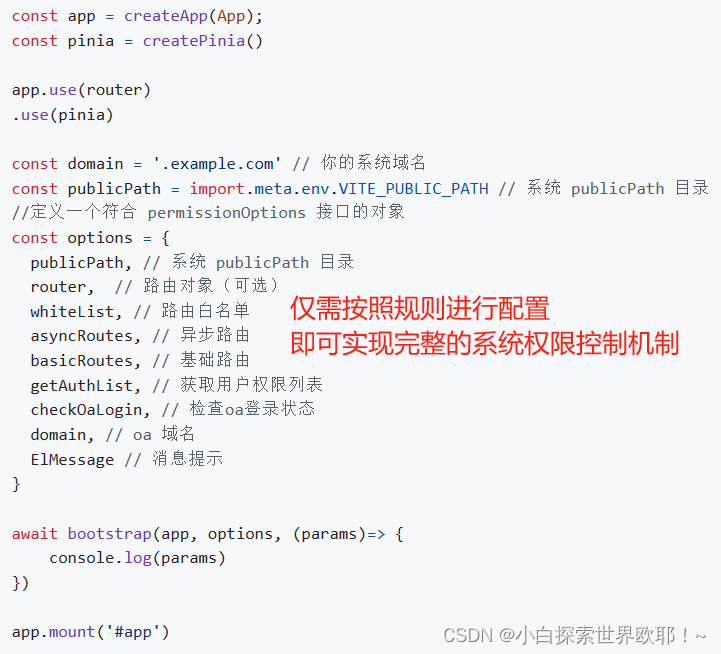 const app = createApp(App);
const pinia = createPinia()
app.use(router)
.use(pinia)
const domain = '.example.com' // 你的系统域名
const publicPath = import.meta.env.VITE_PUBLIC_PATH // 系统 publicPath 目录
//定义一个符合 permissionOptions 接口的对象
const options = {
  publicPath, // 系统 publicPath 目录
  router,  // 路由对象（可选）
  whiteList, // 路由白名单
  asyncRoutes, // 异步路由
  basicRoutes, // 基础路由
  getAuthList, // 获取用户权限列表
  checkOaLogin, // 检查oa登录状态
  domain, // oa 域名
  ElMessage // 消息提示
}
仅需按照规则进行配置
即可实现完整的系统权限控制机制
await bootstrap(app, options, (params)=> {
    console.log(params)
})
app.mount('#app')
CSDN @小白探索世界欧耶！~